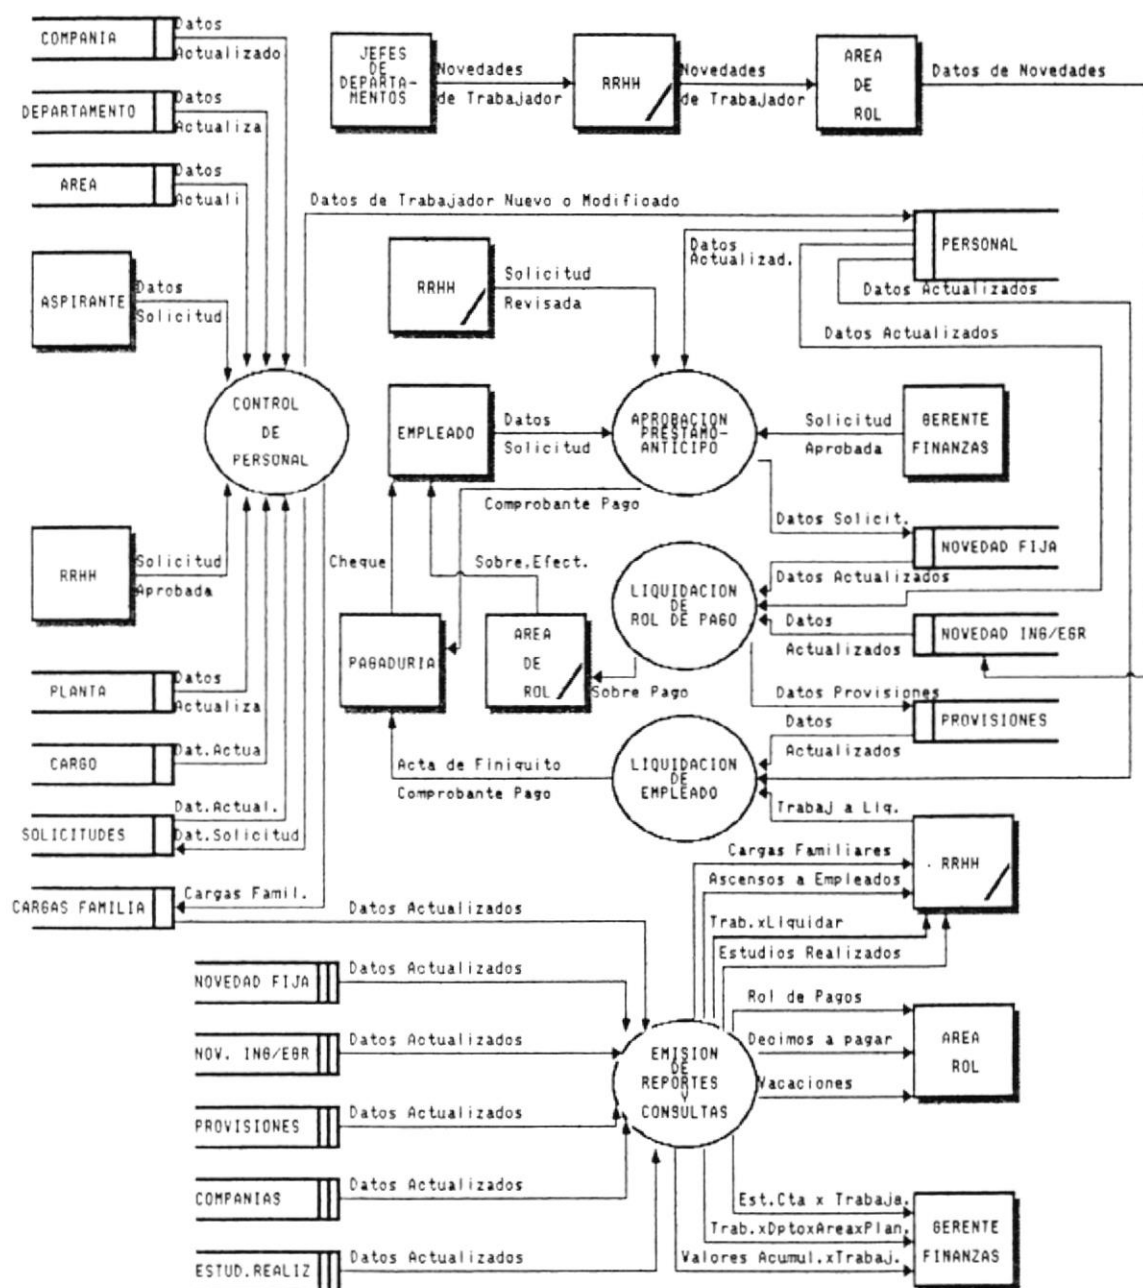 COMPANIA
Datos
Actualizado
DEPARTAMENTO
Datos
Actualiza
AREA
Datos
Actuali
ASPIRANTE
Datos
Solicitud
JEFES
DE
DEPARTA-
MENTOS
Novedades
de Trabajador
RRHH
Novedades
de Trabajador
AREA
DE
ROL
Datos de Novedades
Datos de Trabajador Nuevo o Modificado
PERSONAL
Datos
Actualizad.
Datos Actualizados
Datos Actualizados
RRHH
Solicitud
Revisada
CONTROL
DE
PERSONAL
EMPLEADO
Datos
Solicitud
APROBACION
PRESTAMO-
ANTICIPO
Solicitud
Aprobada
GERENTE
FINANZAS
Comprobante Pago
Datos Solicit.
NOVEDAD FIJA
RRHH
Solicitud
Aprobada
Cheque
Sobre.Efect.
LIQUIDACION
DE
ROL DE PAGO
Datos Actualizados
Datos
Actualizados
NOVEDAD ING/EGR
PAGADURIA
AREA
DE
ROL
Sobre Pago
Datos Provisiones
PROVISIONES
Datos
Actualizados
PLANTA
Datos
Actualiza
CARGO
Dat.Actua
Acta de Finiquito
Comprobante Pago
LIQUIDACION
DE
EMPLEADO
Trabaj a Liq.
SOLICITUDES
Dat.Actual.
Dat.Solicitud
CARGAS FAMILIA
Cargas Famil.
Datos Actualizados
Cargas Familiares
Ascensos a Empleados
Trab.xLiquidar
Estudios Realizados
RRHH
NOVEDAD FIJA
Datos Actualizados
NOV. ING/EGR
Datos Actualizados
PROVISIONES
Datos Actualizados
COMPANIAS
Datos Actualizados
ESTUD.REALIZ
Datos Actualizados
EMISION
DE
REPORTES
Y
CONSULTAS
Rol de Pagos
Decimos a pagar
Vacaciones
AREA
ROL
Est.Cta x Trabaja.
Trab.xDptoxAreaxPlan.
Valores Acumul.xTrabaj.
GERENTE
FINANZAS